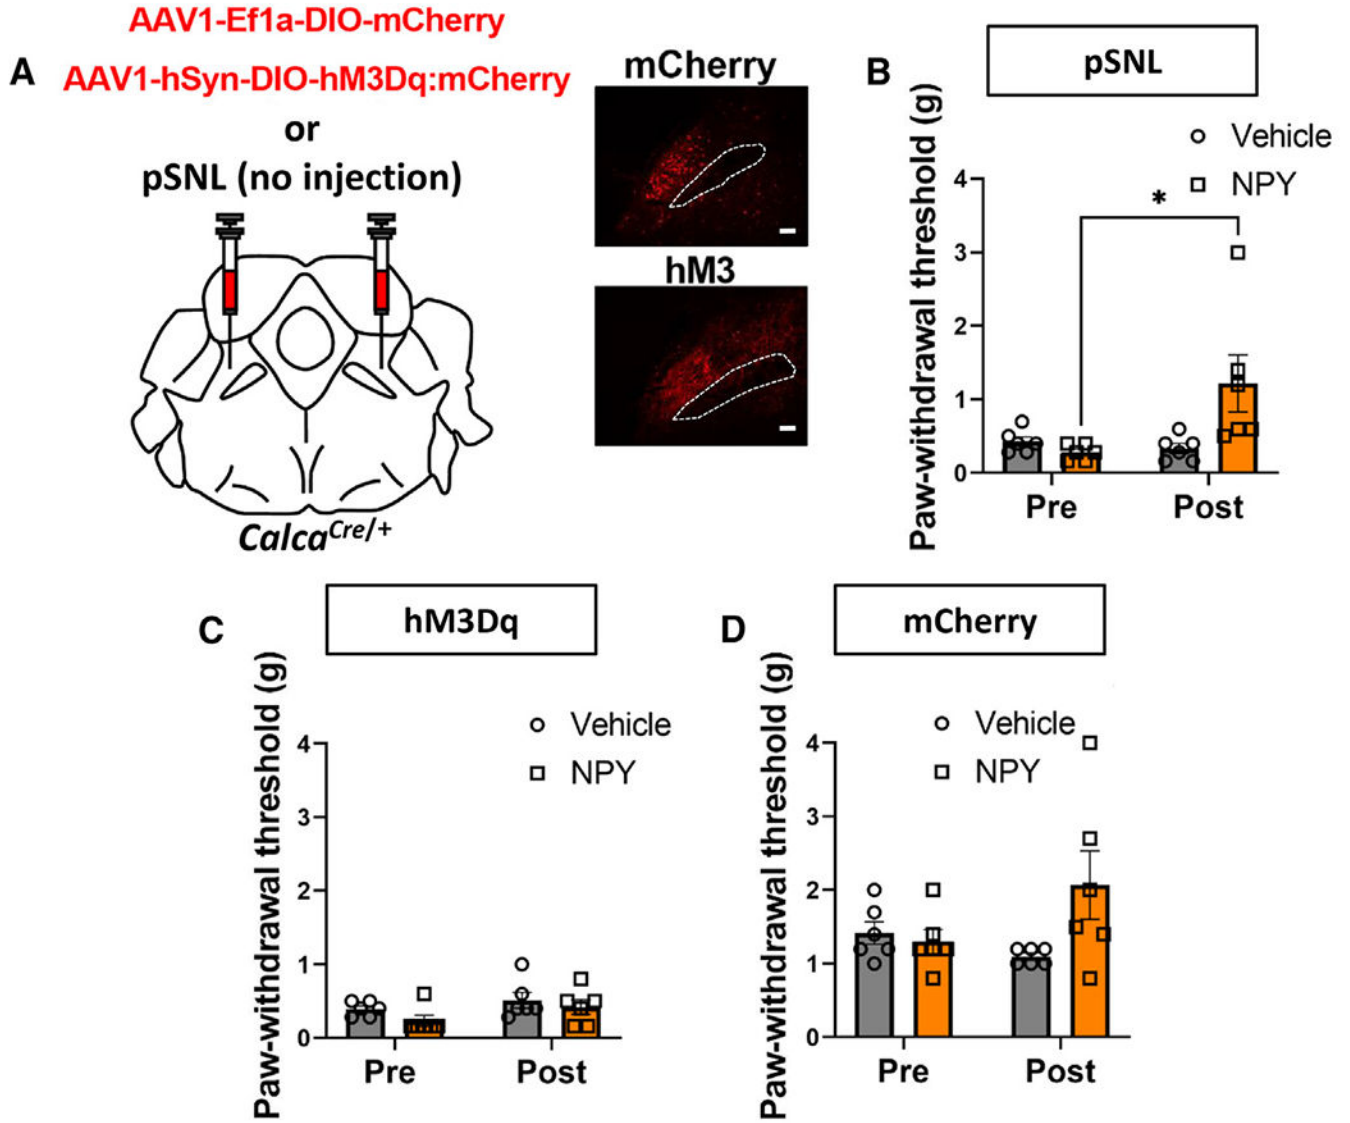 AAV1-Ef1a-DIO-mCherry
A
AAV1-hSyn-DIO-hM3Dq:mCherry
or
pSNL (no injection)
Calca^Cre/+
mCherry
hM3
B
pSNL
Paw-withdrawal threshold (g)
Vehicle
NPY
*
4
3
2
1
0
Pre
Post
C
hM3Dq
Paw-withdrawal threshold (g)
Vehicle
NPY
4
3
2
1
0
Pre
Post
D
mCherry
Paw-withdrawal threshold (g)
Vehicle
NPY
4
3
2
1
0
Pre
Post